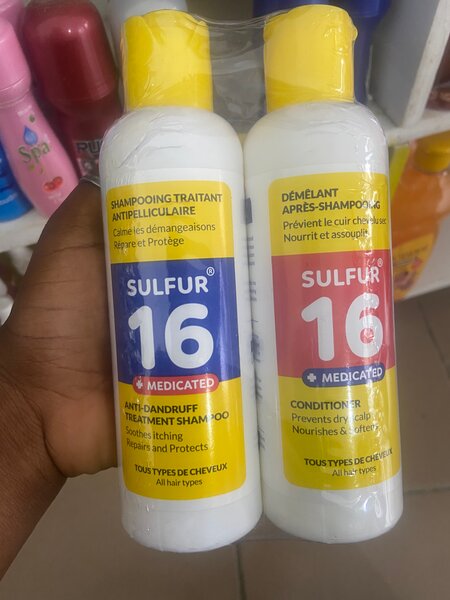 Spa
SHAMPOOING TRAITANT
ANTIPELLICULAIRE
Calme les démangeaisons
Répare et Protège
SULFUR®
16
MEDICATED
ANTI-DANDRUFF
TREATMENT SHAMPOO
Soothes itching
Repairs and Protects
TOUS TYPES DE CHEVEUX
All hair types
DÉMÊLANT
APRÈS-SHAMPOOING
Prévient le cuir chevelu sec
Nourrit et assouplit
SULFUR®
16
MEDICATED
CONDITIONER
Prevents dry scalp
Nourishes & Softens
TOUS TYPES DE CHEVEUX
All hair types